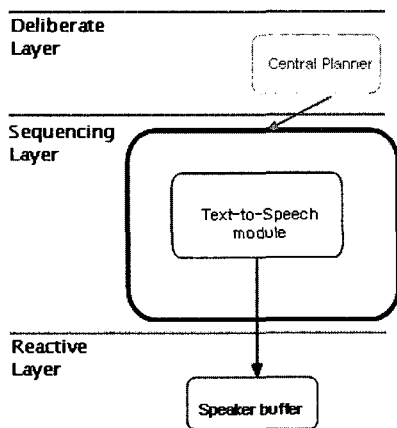 Deliberate
Layer
Central Planner
Sequencing
Layer
Text-to-Speech
module
Reactive
Layer
Speaker buffer